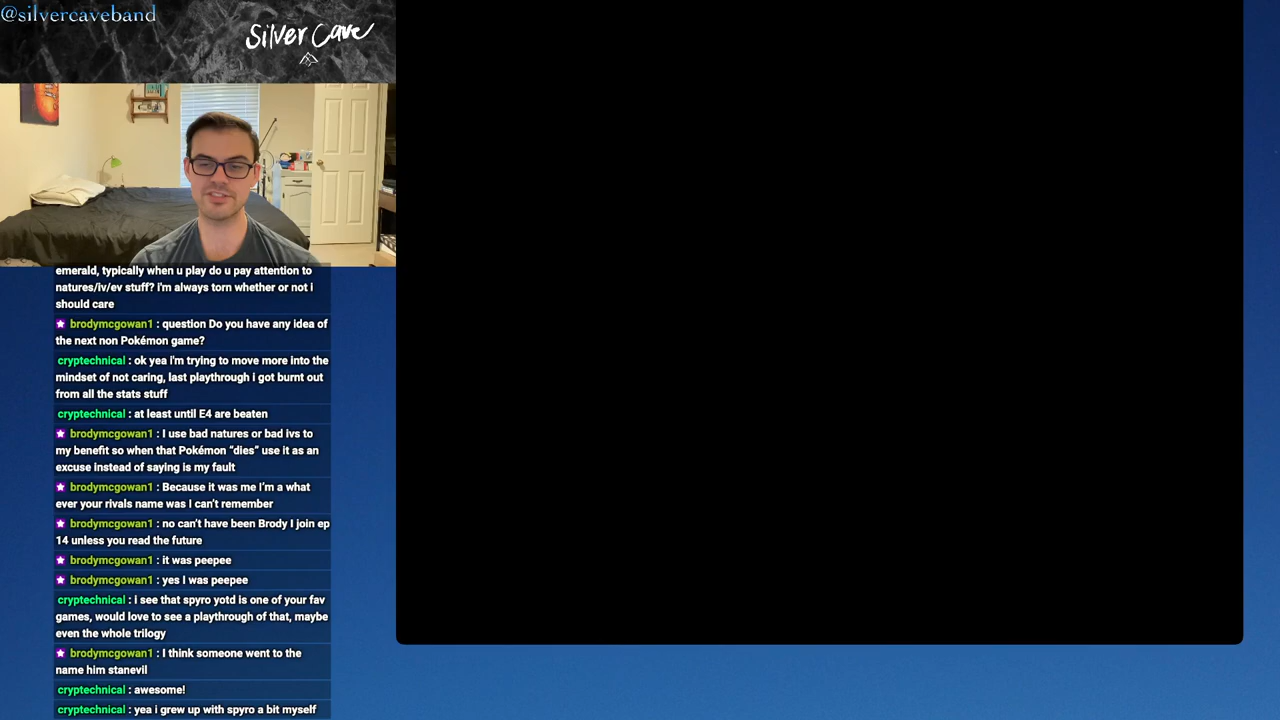 @silvercaveband
Silver Cave
emerald, typically when u play do u pay attention to
natures/iv/ev stuff? i'm always torn whether or not i
should care
brodymcgowan1 : question Do you have any idea of
the next non Pokémon game?
cryptechnical : ok yea i'm trying to move more into the
mindset of not caring, last playthrough i got burnt out
from all the stats stuff
cryptechnical : at least until E4 are beaten
brodymcgowan1 : I use bad natures or bad ivs to
my benefit so when that Pokémon “dies” use it as an
excuse instead of saying is my fault
brodymcgowan1 : Because it was me I’m a what
ever your rivals name was I can’t remember
brodymcgowan1 : no can’t have been Brody I join ep
14 unless you read the future
brodymcgowan1 : it was peepee
brodymcgowan1 : yes I was peepee
cryptechnical : i see that spyro yotd is one of your fav
games, would love to see a playthrough of that, maybe
even the whole trilogy
brodymcgowan1 : I think someone went to the
name him stanevil
cryptechnical : awesome!
cryptechnical : yea i grew up with spyro a bit myself